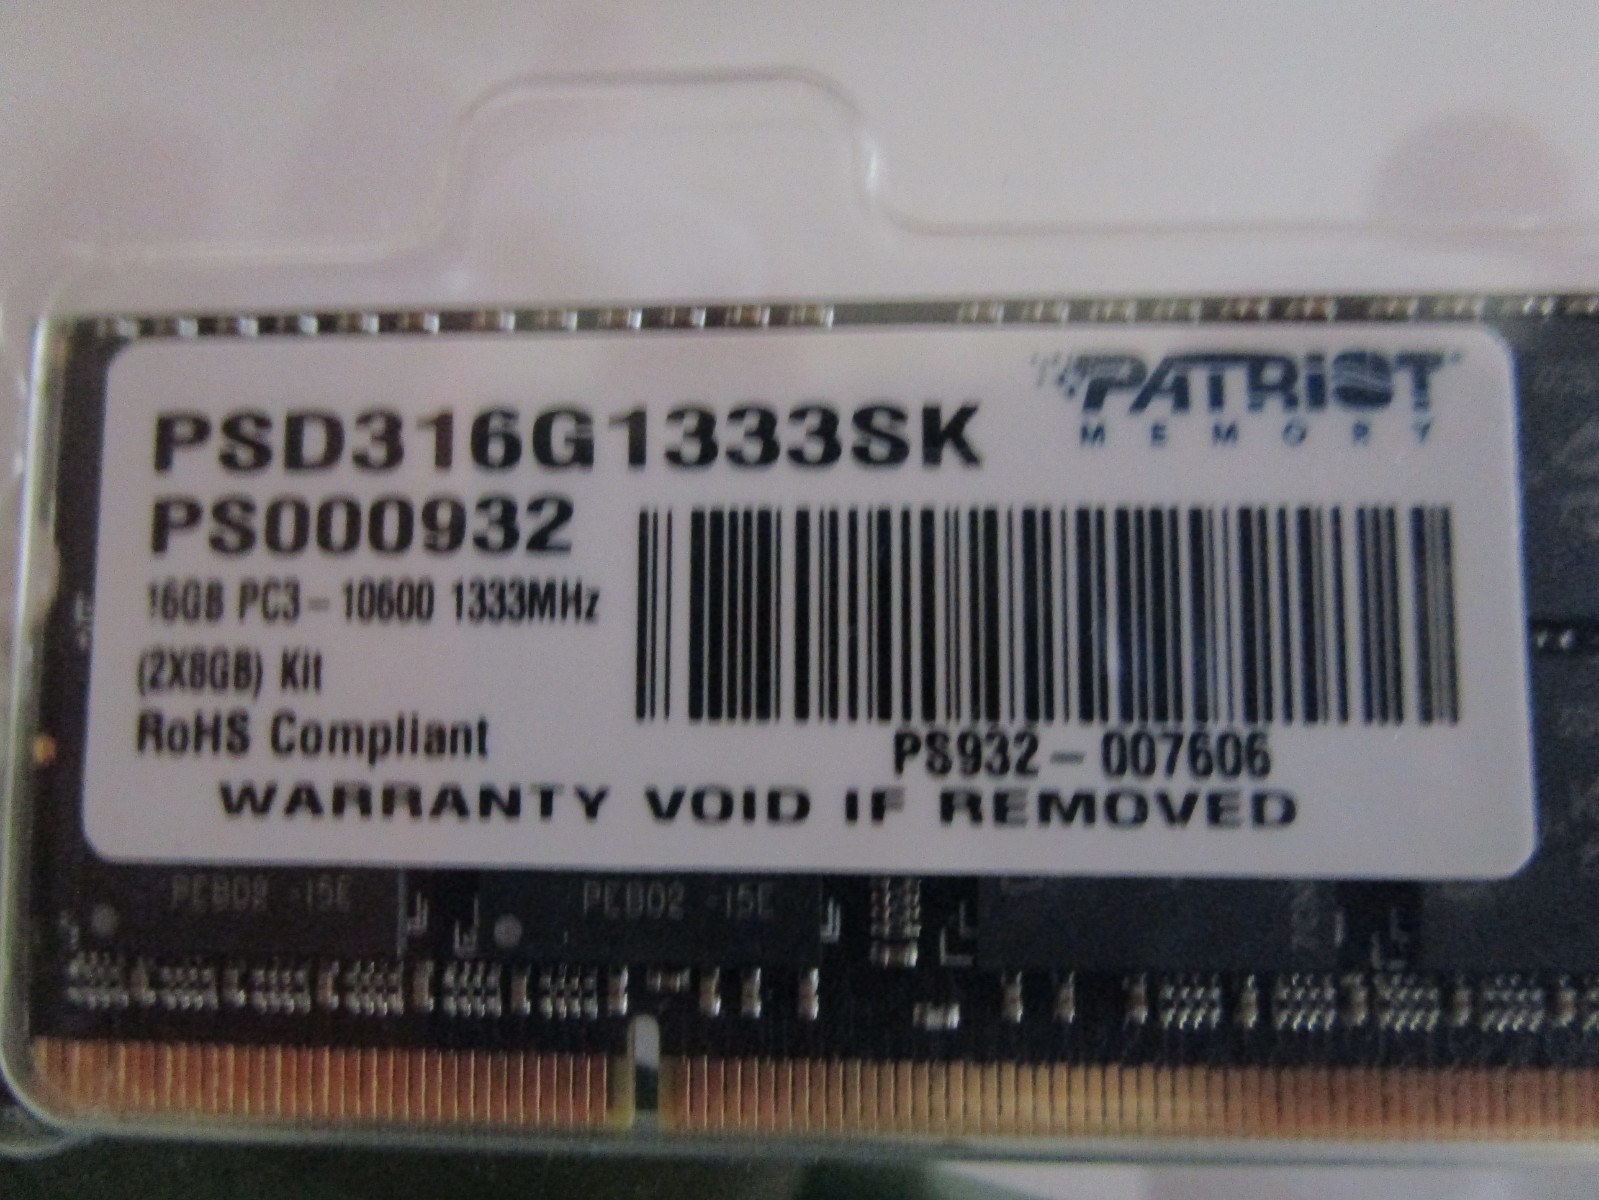 PATRIOT
MEMORY
PSD316G1333SK
PS000932
16GB PC3-10600 1333MHz
(2X8GB) Kit
RoHS Compliant
PS932-007606
WARRANTY VOID IF REMOVED
PEB02 -15E
PEB02 -15E